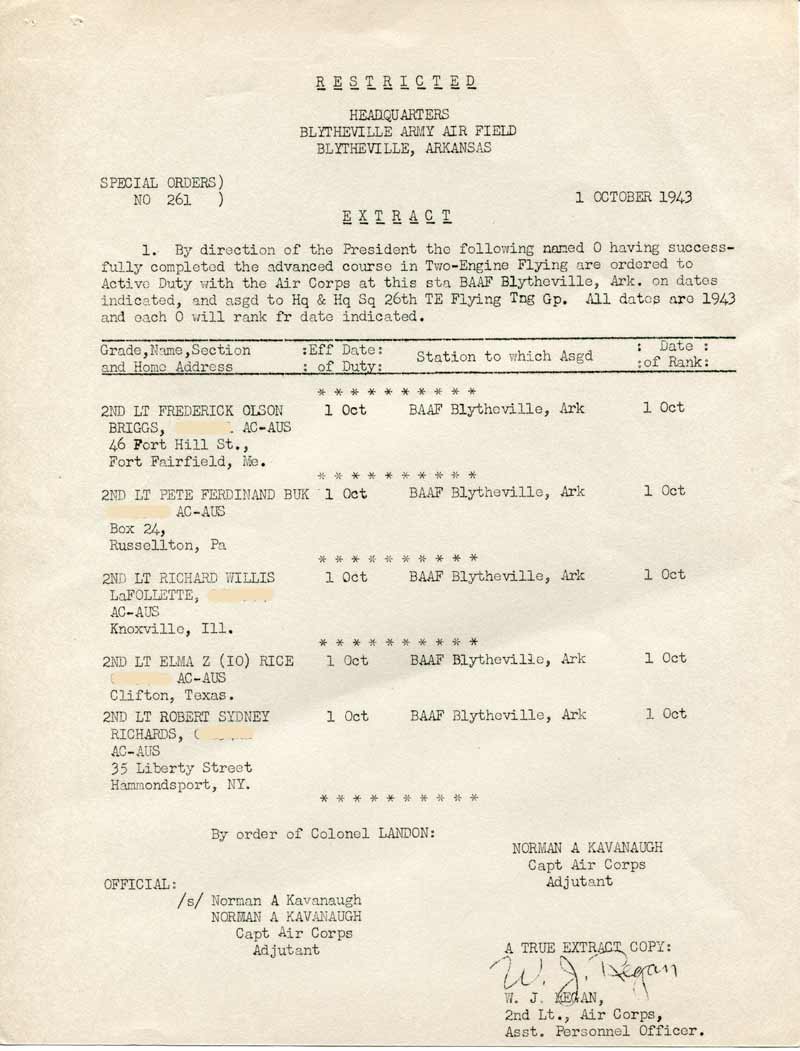 R E S T R I C T E D
HEADQUARTERS
BLYTHEVILLE ARMY AIR FIELD
BLYTHEVILLE, ARKANSAS
SPECIAL ORDERS)
NO 261 )
1 OCTOBER 1943
E X T R A C T
1. By direction of the President the following named O having success-
fully completed the advanced course in Two-Engine Flying are ordered to
Active Duty with the Air Corps at this sta BAAF Blytheville, Ark. on dates
indicated, and asgd to Hq & Hq Sq 26th TE Flying Tng Gp. All dates are 1943
and each O will rank fr date indicated.
Grade,Name,Section :Eff Date: Station to which Asgd : Date :
and Home Address : of Duty: :of Rank:
* * * * * * * * * *
2ND LT FREDERICK OLSON 1 Oct BAAF Blytheville, Ark 1 Oct
BRIGGS, AC-AUS
46 Fort Hill St.,
Fort Fairfield, Me.
* * * * * * * * * *
2ND LT PETE FERDINAND BUK 1 Oct BAAF Blytheville, Ark 1 Oct
AC-AUS
Box 24,
Russellton, Pa
* * * * * * * * * *
2ND LT RICHARD WILLIS 1 Oct BAAF Blytheville, Ark 1 Oct
LaFOLLETTE,
AC-AUS
Knoxville, Ill.
* * * * * * * * * *
2ND LT ELMA Z (IO) RICE 1 Oct BAAF Blytheville, Ark 1 Oct
AC-AUS
Clifton, Texas.
2ND LT ROBERT SYDNEY 1 Oct BAAF Blytheville, Ark 1 Oct
RICHARDS,
AC-AUS
35 Liberty Street
Hammondsport, NY.
* * * * * * * * * *
By order of Colonel LANDON:
NORMAN A KAVANAUGH
Capt Air Corps
Adjutant
OFFICIAL:
/s/ Norman A Kavanaugh
NORMAN A KAVANAUGH
Capt Air Corps
Adjutant
A TRUE EXTRACT COPY:
W. J. Regan
W. J. REGAN,
2nd Lt., Air Corps,
Asst. Personnel Officer.